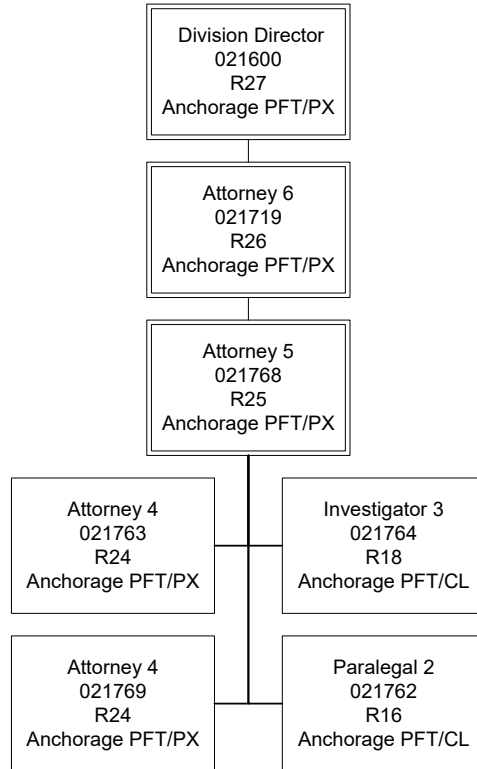 Division Director
021600
R27
Anchorage PFT/PX
Attorney 6
021719
R26
Anchorage PFT/PX
Attorney 5
021768
R25
Anchorage PFT/PX
Attorney 4
021763
R24
Anchorage PFT/PX
Investigator 3
021764
R18
Anchorage PFT/CL
Attorney 4
021769
R24
Anchorage PFT/PX
Paralegal 2
021762
R16
Anchorage PFT/CL